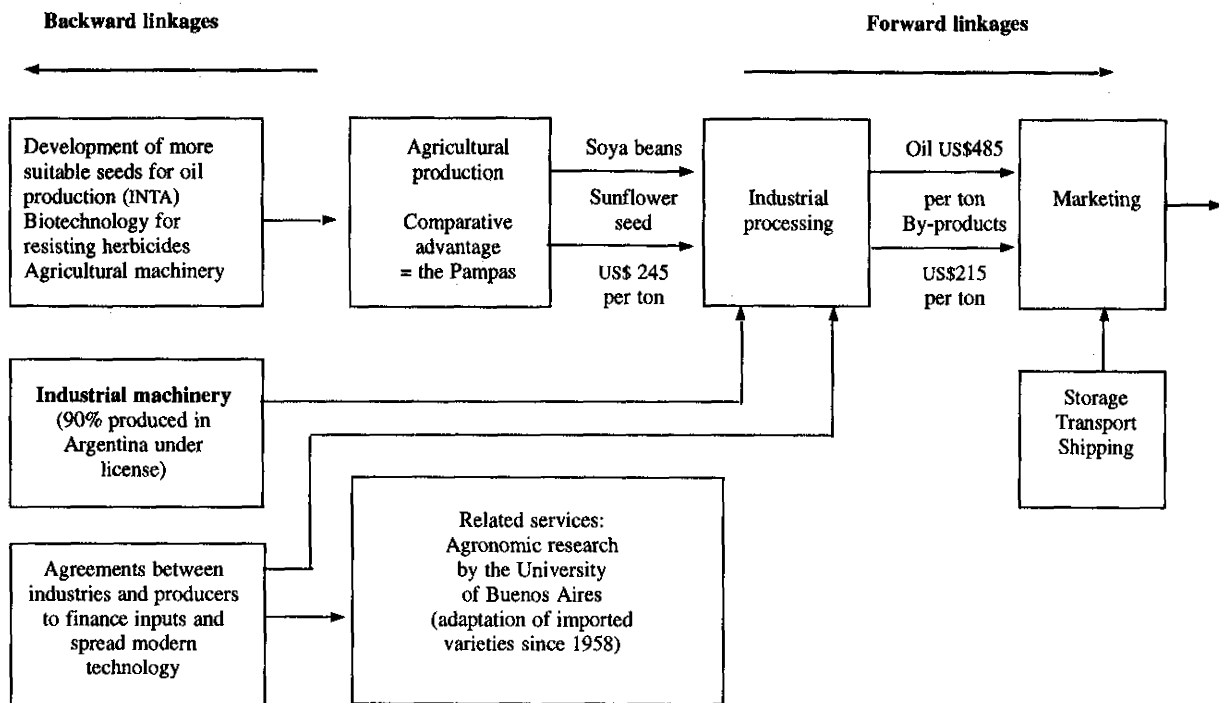 Backward linkages
Forward linkages
Development of more
suitable seeds for oil
production (INTA)
Biotechnology for
resisting herbicides
Agricultural machinery
Agricultural
production
Comparative
advantage
= the Pampas
Soya beans
Sunflower
seed
US$ 245
per ton
Industrial
processing
Oil US$485
per ton
By-products
US$215
per ton
Marketing
Industrial machinery
(90% produced in
Argentina under
license)
Storage
Transport
Shipping
Agreements between
industries and producers
to finance inputs and
spread modern
technology
Related services:
Agronomic research
by the University
of Buenos Aires
(adaptation of imported
varieties since 1958)